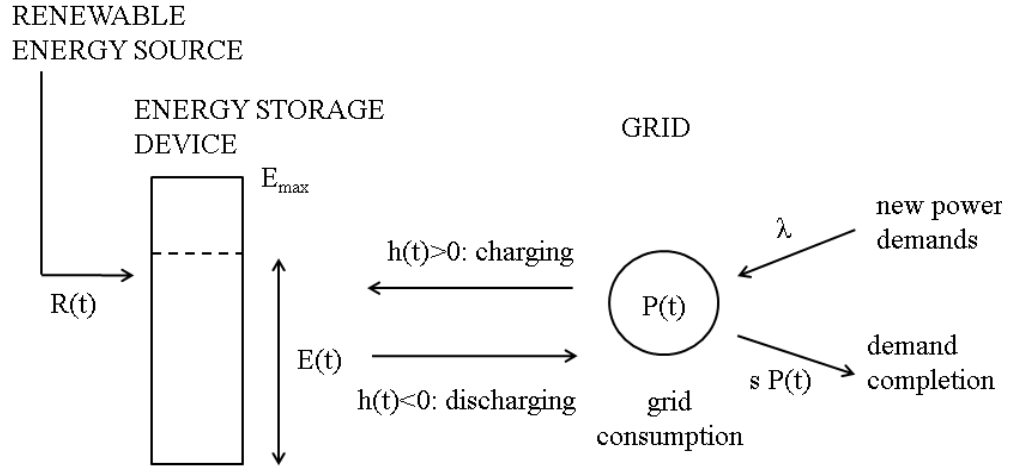 RENEWABLE
ENERGY SOURCE
ENERGY STORAGE
DEVICE
GRID
E_max
new power
demands
λ
h(t)>0: charging
R(t)
P(t)
E(t)
demand
completion
s P(t)
h(t)<0: discharging
grid
consumption